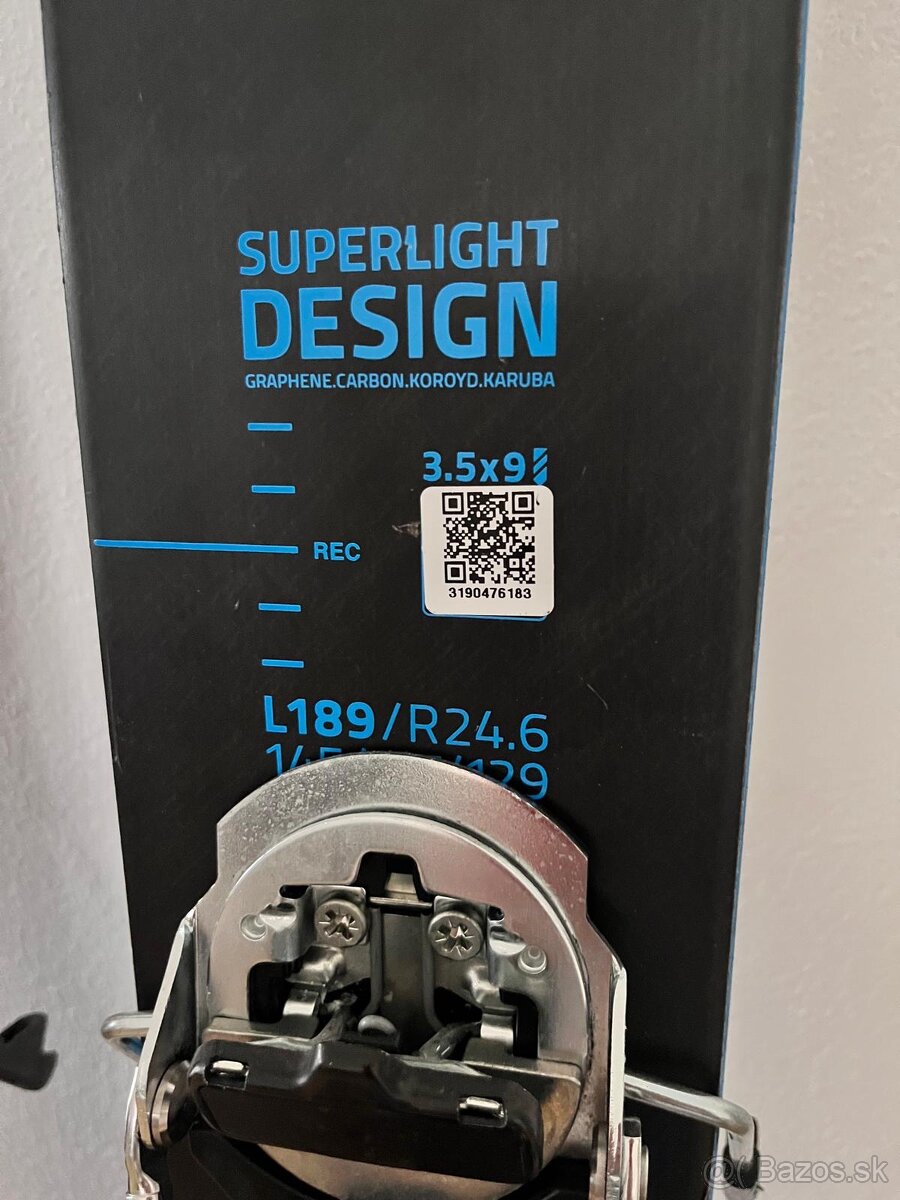 SUPERLIGHT
DESIGN
GRAPHENE.CARBON.KOROYD.KARUBA
3.5x9
3190476183
REC
L189/R24.6
@( Bazos.sk